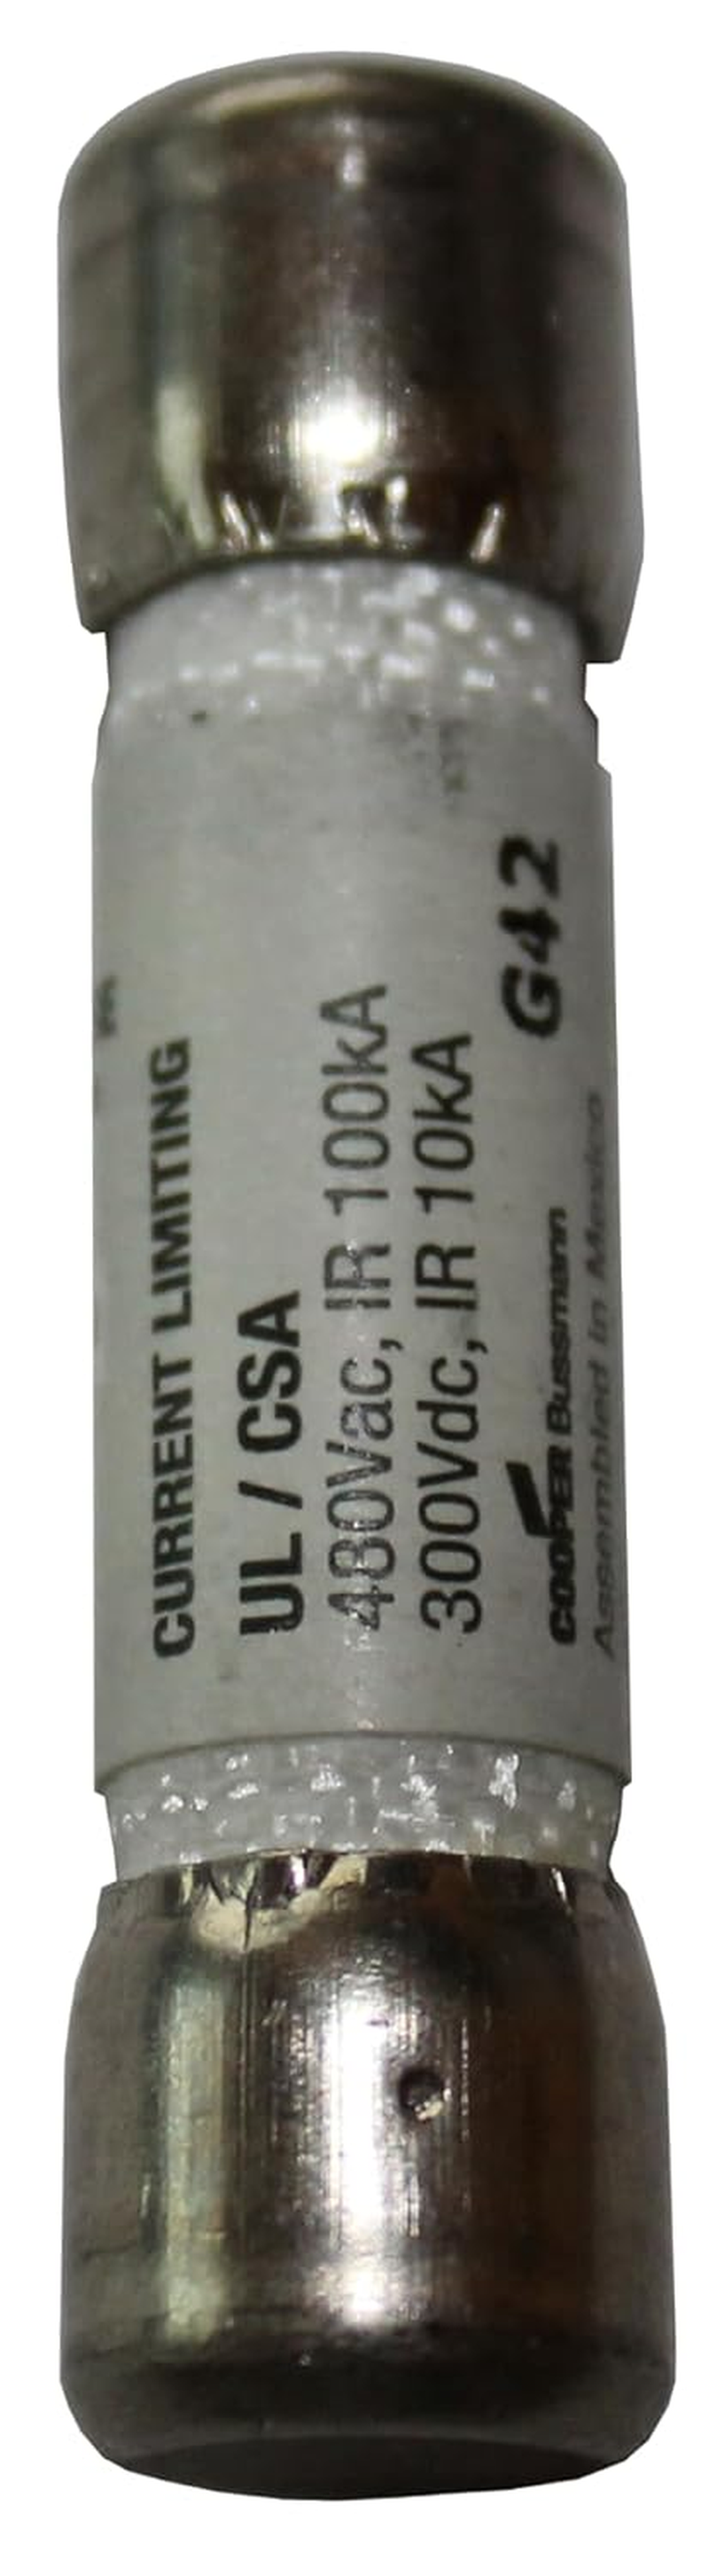 CURRENT LIMITING
UL / CSA
480Vac, IR 100kA
300Vdc, IR 10kA
COOPER Bussmann G42
Assembled in Mexico